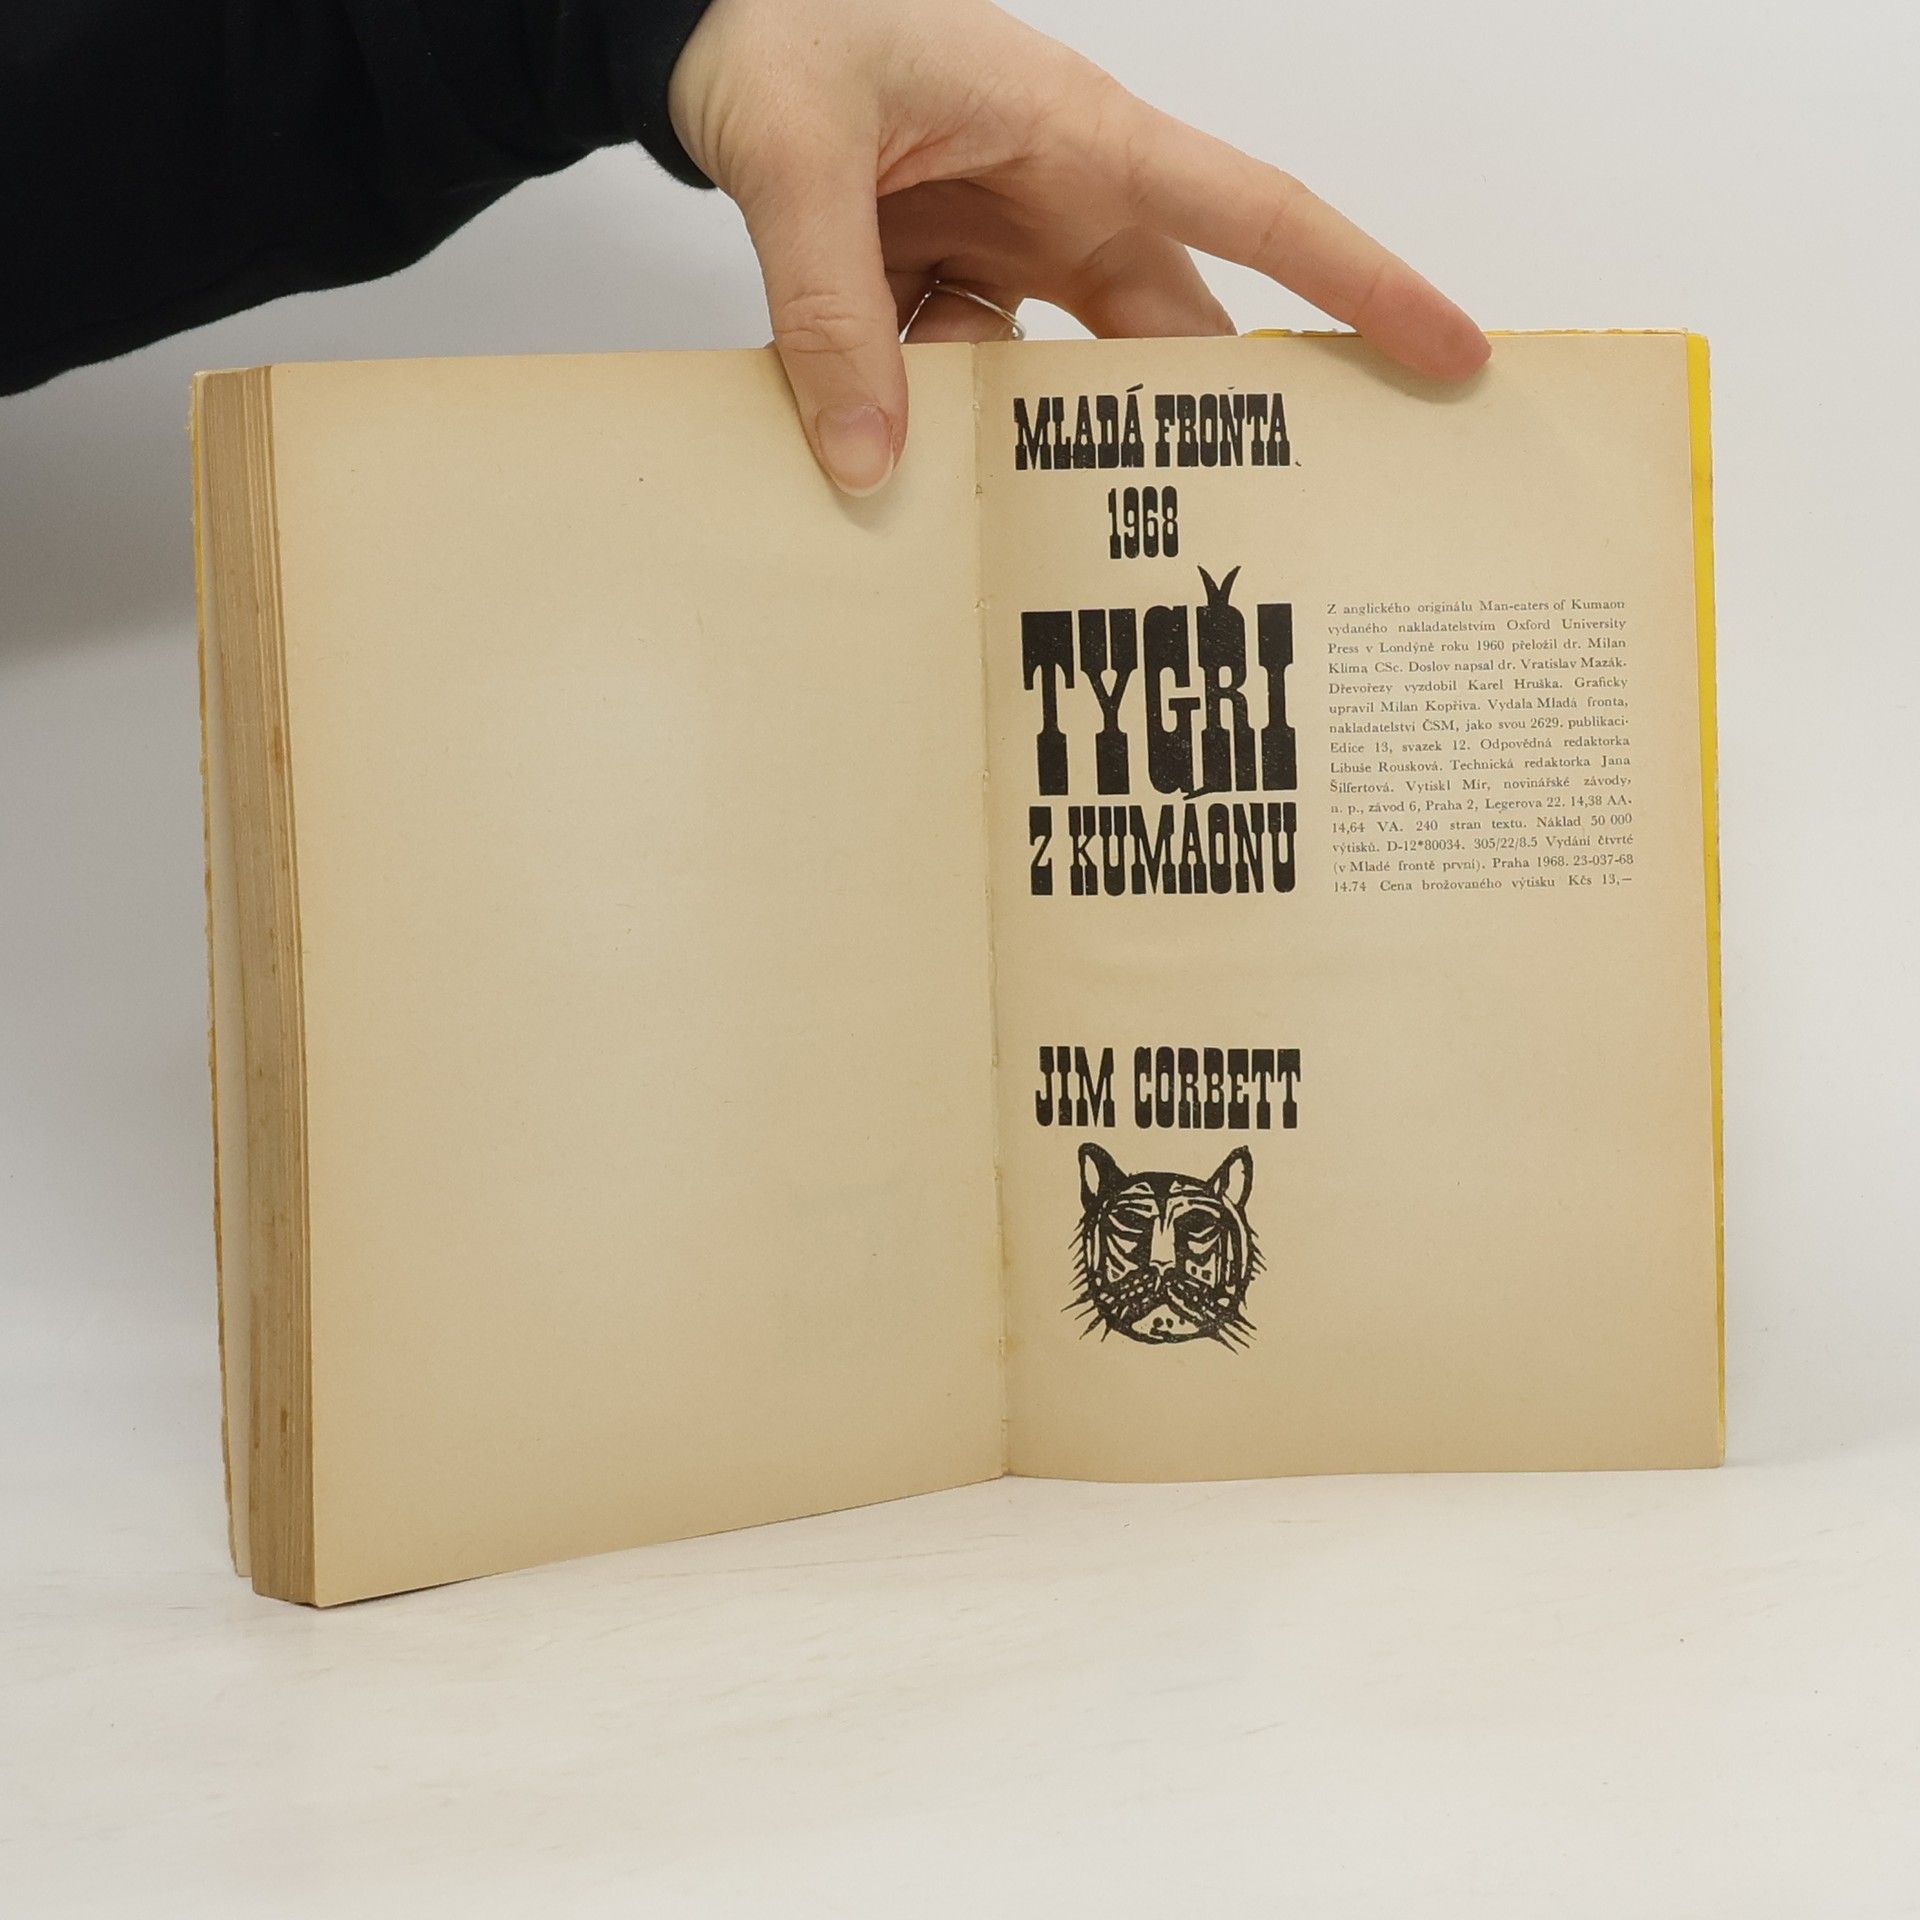 MLADÁ FRONTA
1968
TYGŘI
Z KUMÁONU
Z anglického originálu Man-eaters of Kumaon
vydaného nakladatelstvím Oxford University
Press v Londýně roku 1960 přeložil dr. Milan
Klíma CSc. Doslov napsal dr. Vratislav Mazák.
Dřevořezy vyzdobil Karel Hruška. Graficky
upravil Milan Kopřiva. Vydala Mladá fronta,
nakladatelství ČSM, jako svou 2629. publikaci.
Edice 13, svazek 12. Odpovědná redaktorka
Libuše Rousková. Technická redaktorka Jana
Šilfertová. Vytiskl Mír, novinářské závody,
n. p., závod 6, Praha 2, Legerova 22. 14,38 AA.
14,64 VA. 240 stran textu. Náklad 50 000
výtisků. D-12*80034. 305/22/8.5 Vydání čtvrté
(v Mladé frontě první). Praha 1968. 23-037-68
14.74 Cena brožovaného výtisku Kčs 13,—
JIM CORBETT